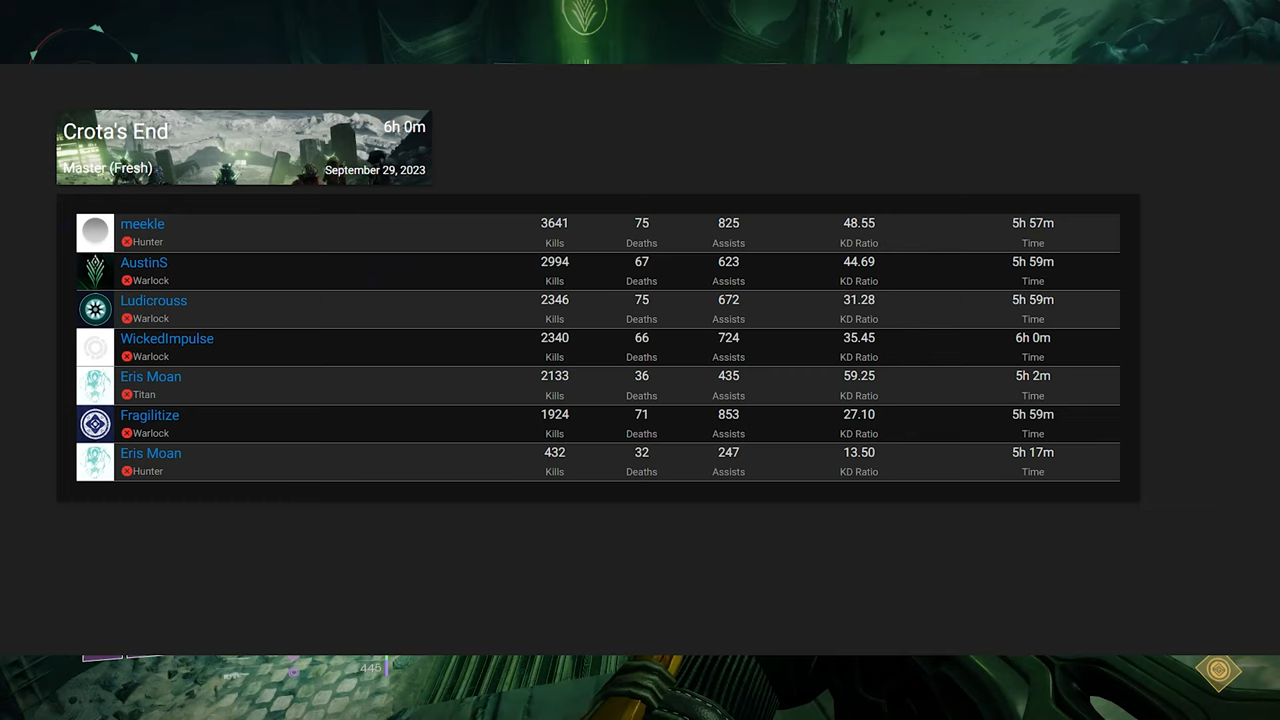 Crota's End
6h 0m
Master (Fresh)
September 29, 2023
meekle 3641 75 825 48.55 5h 57m
Hunter Kills Deaths Assists KD Ratio Time
AustinS 2994 67 623 44.69 5h 59m
Warlock Kills Deaths Assists KD Ratio Time
Ludicrouss 2346 75 672 31.28 5h 59m
Warlock Kills Deaths Assists KD Ratio Time
WickedImpulse 2340 66 724 35.45 6h 0m
Warlock Kills Deaths Assists KD Ratio Time
Eris Moan 2133 36 435 59.25 5h 2m
Titan Kills Deaths Assists KD Ratio Time
Fragilitize 1924 71 853 27.10 5h 59m
Warlock Kills Deaths Assists KD Ratio Time
Eris Moan 432 32 247 13.50 5h 17m
Hunter Kills Deaths Assists KD Ratio Time
445